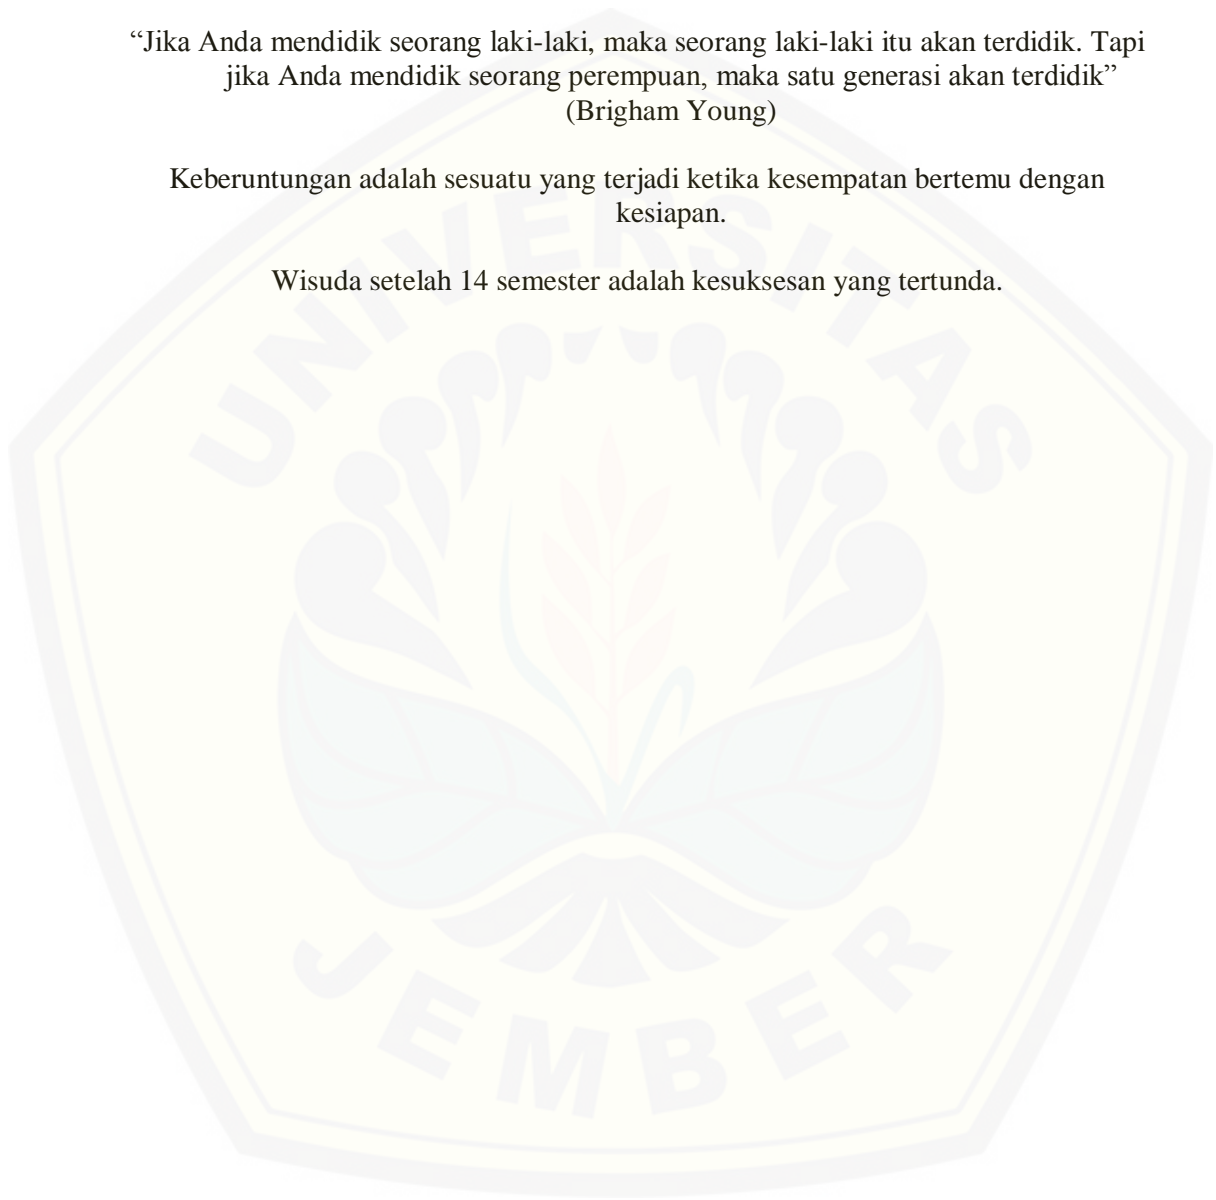 “Jika Anda mendidik seorang laki-laki, maka seorang laki-laki itu akan terdidik. Tapi
jika Anda mendidik seorang perempuan, maka satu generasi akan terdidik”
(Brigham Young)
Keberuntungan adalah sesuatu yang terjadi ketika kesempatan bertemu dengan
kesiapan.
Wisuda setelah 14 semester adalah kesuksesan yang tertunda.
UNIVERSITAS
JEMBER